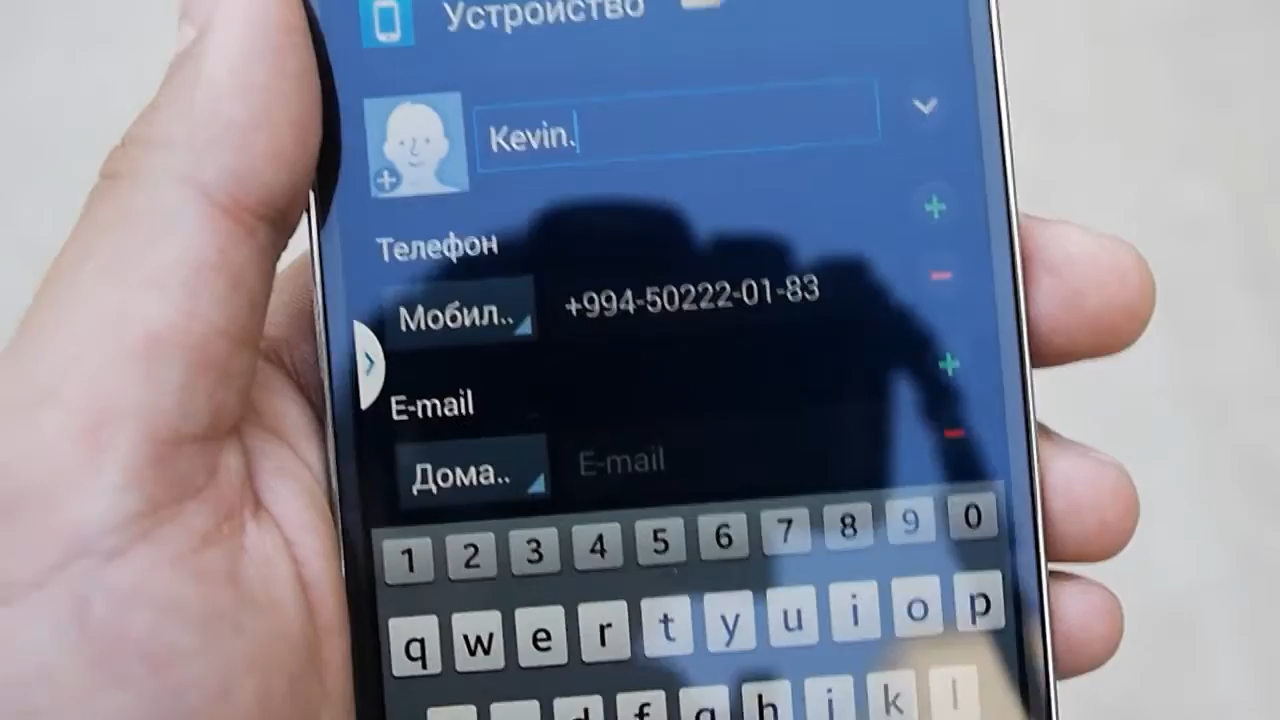 Устройство
Kevin.
Телефон
Мобил.. +994-50222-01-83
E-mail
Дома.. E-mail
1 2 3 4 5 6 7 8 9 0
q w e r t y u i o p
d f g h j k l